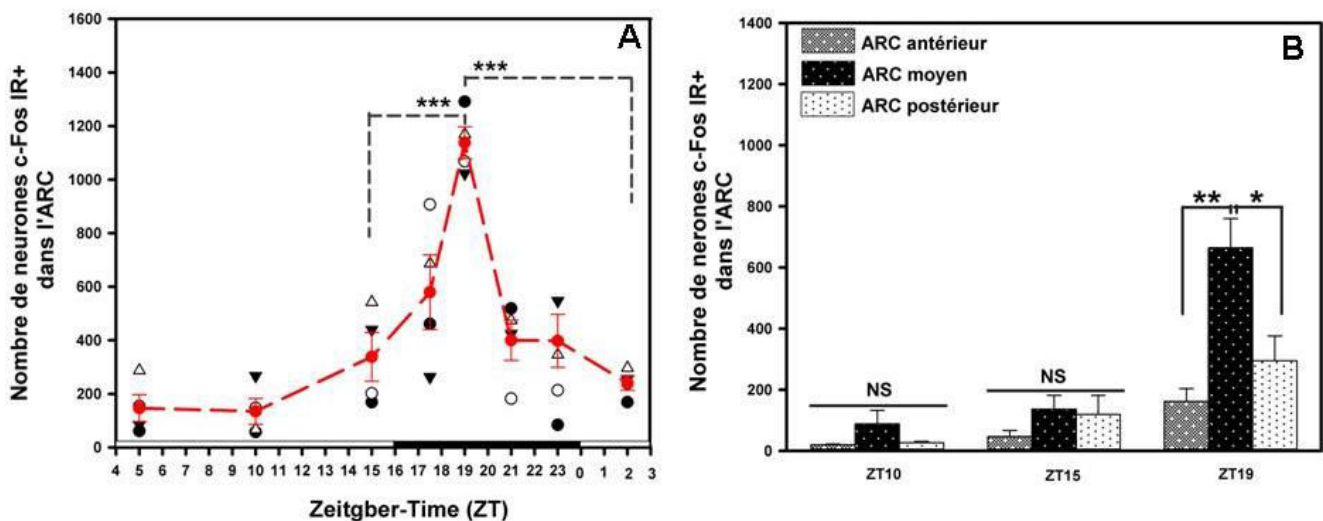 A
Nombre de neurones c-Fos IR+
dans l'ARC
1600
1400
1200
1000
800
600
400
200
0
***
***
4 5 6 7 8 9 10 11 12 13 14 15 16 17 18 19 20 21 22 23 0 1 2 3
Zeitgber-Time (ZT)
B
Nombre de nerones c-Fos IR+
dans l'ARC
1400
1200
1000
800
600
400
200
0
ARC antérieur
ARC moyen
ARC postérieur
NS
NS
** *
ZT10 ZT15 ZT19